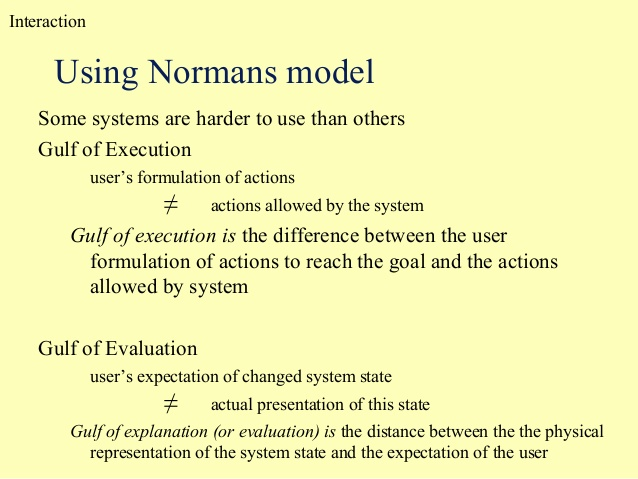 Interaction
Using Normans model
Some systems are harder to use than others
Gulf of Execution
user’s formulation of actions
≠ actions allowed by the system
Gulf of execution is the difference between the user
formulation of actions to reach the goal and the actions
allowed by system
Gulf of Evaluation
user’s expectation of changed system state
≠ actual presentation of this state
Gulf of explanation (or evaluation) is the distance between the the physical
representation of the system state and the expectation of the user